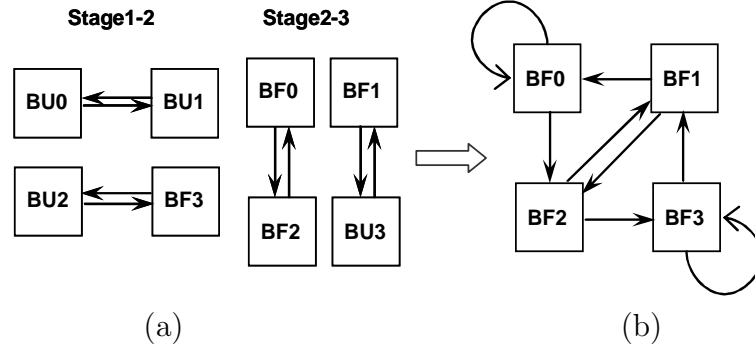 Stage1-2 Stage2-3
BU0 BU1 BF0 BF1 BF0 BF1
BU2 BF3 BF2 BU3 BF2 BF3
(a) (b)